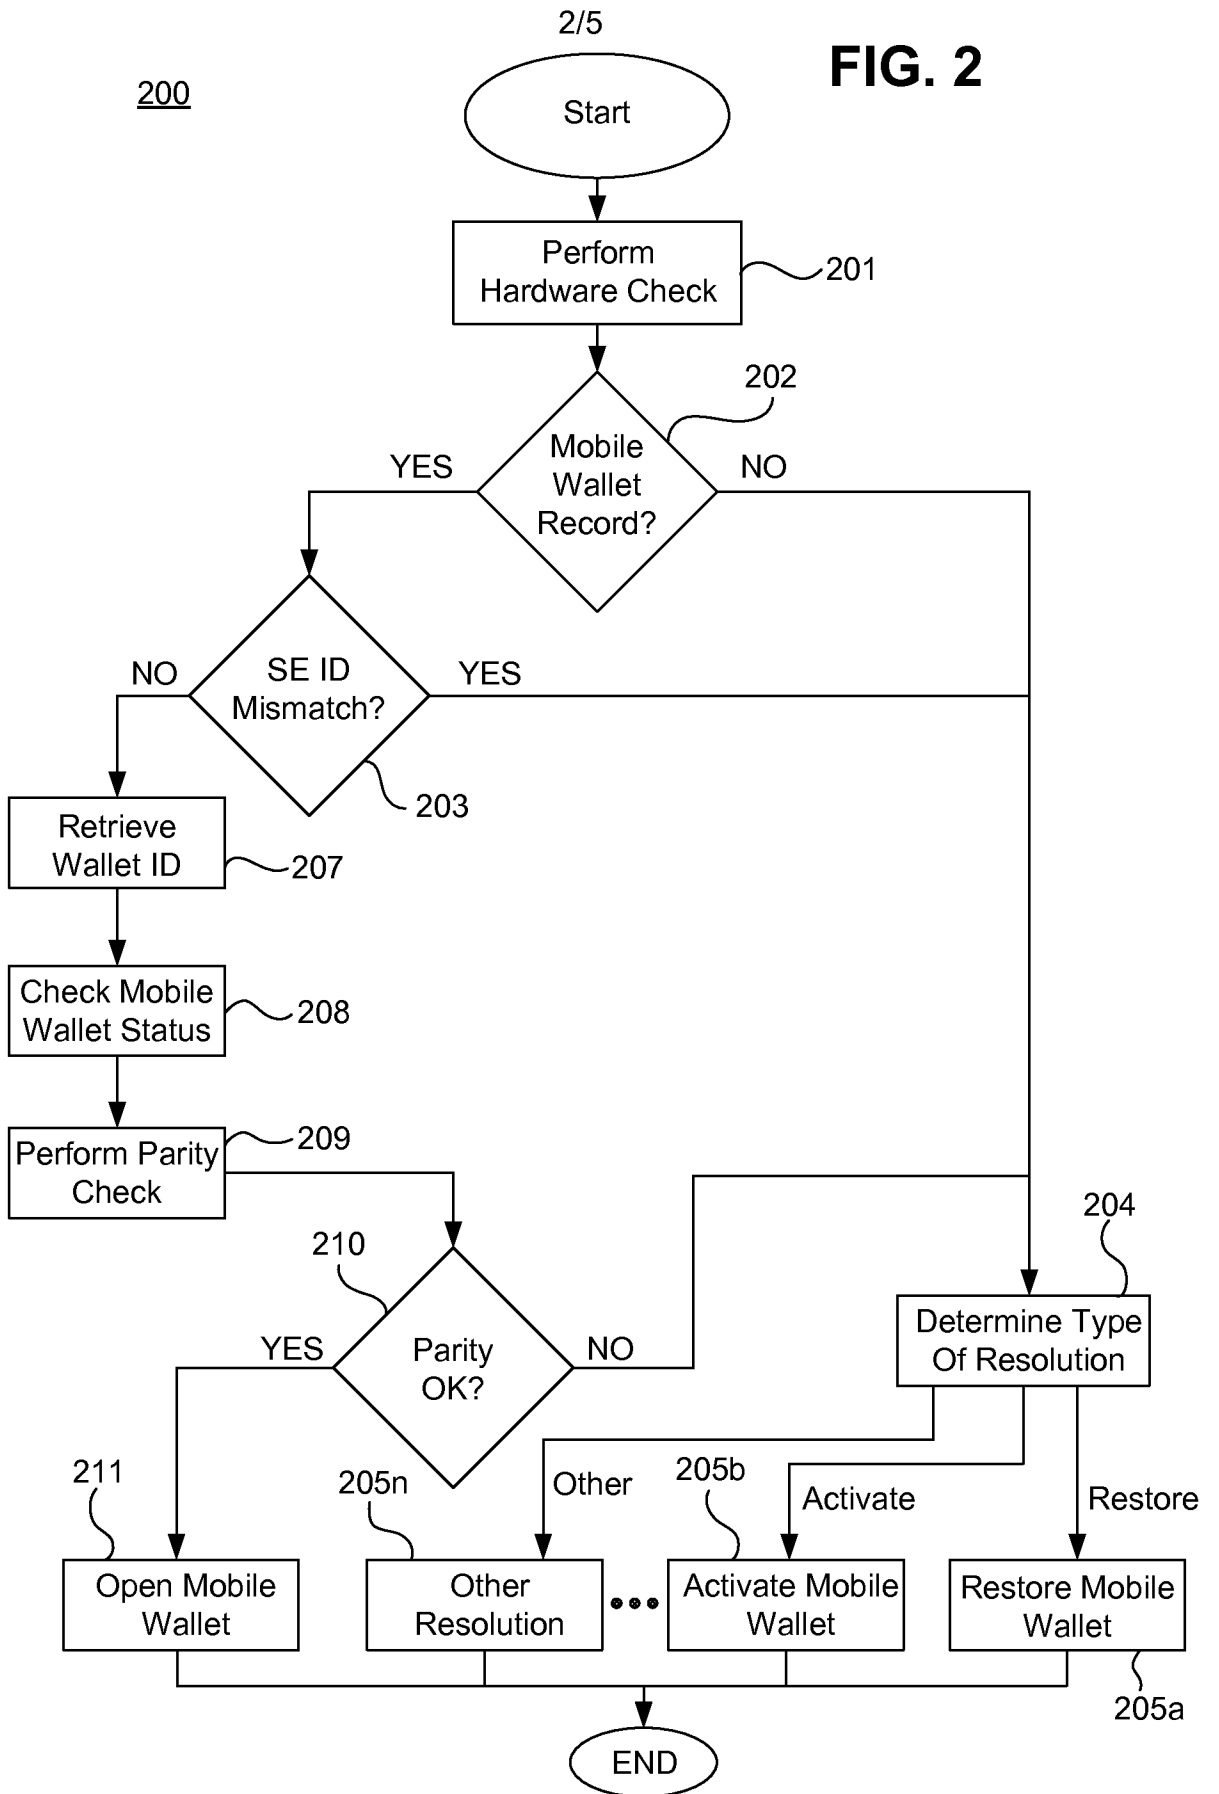 2/5
FIG. 2
200
Start
Perform
Hardware Check
201
202
Mobile
Wallet
Record?
YES
NO
SE ID
Mismatch?
NO
YES
203
Retrieve
Wallet ID
207
Check Mobile
Wallet Status
208
Perform Parity
Check
209
210
Parity
OK?
YES
NO
204
Determine Type
Of Resolution
Other
Activate
Restore
211
Open Mobile
Wallet
205n
Other
Resolution
205b
Activate Mobile
Wallet
Restore Mobile
Wallet
205a
END